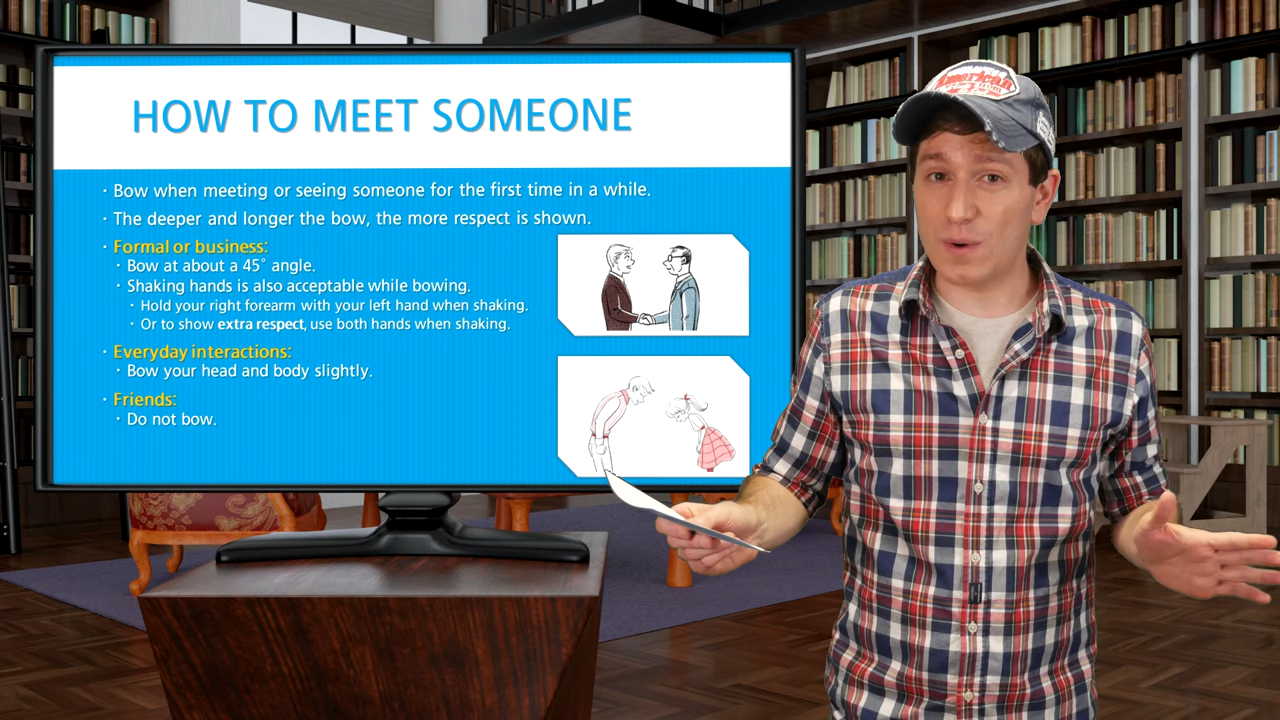 HOW TO MEET SOMEONE
· Bow when meeting or seeing someone for the first time in a while.
· The deeper and longer the bow, the more respect is shown.
· Formal or business:
· Bow at about a 45˚ angle.
· Shaking hands is also acceptable while bowing.
· Hold your right forearm with your left hand when shaking.
· Or to show extra respect, use both hands when shaking.
· Everyday interactions:
· Bow your head and body slightly.
· Friends:
· Do not bow.
American